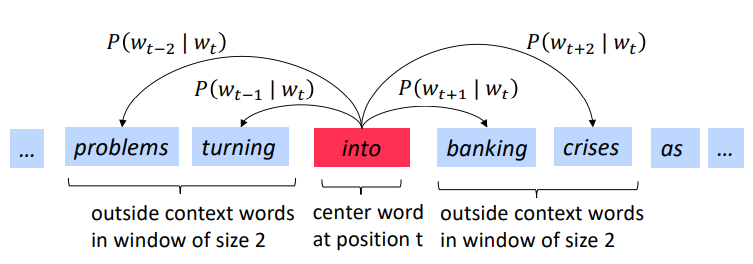 P(w_{t-2} | w_t) P(w_{t+2} | w_t)
P(w_{t-1} | w_t) P(w_{t+1} | w_t)
... problems turning into banking crises as ...
outside context words center word outside context words
in window of size 2 at position t in window of size 2